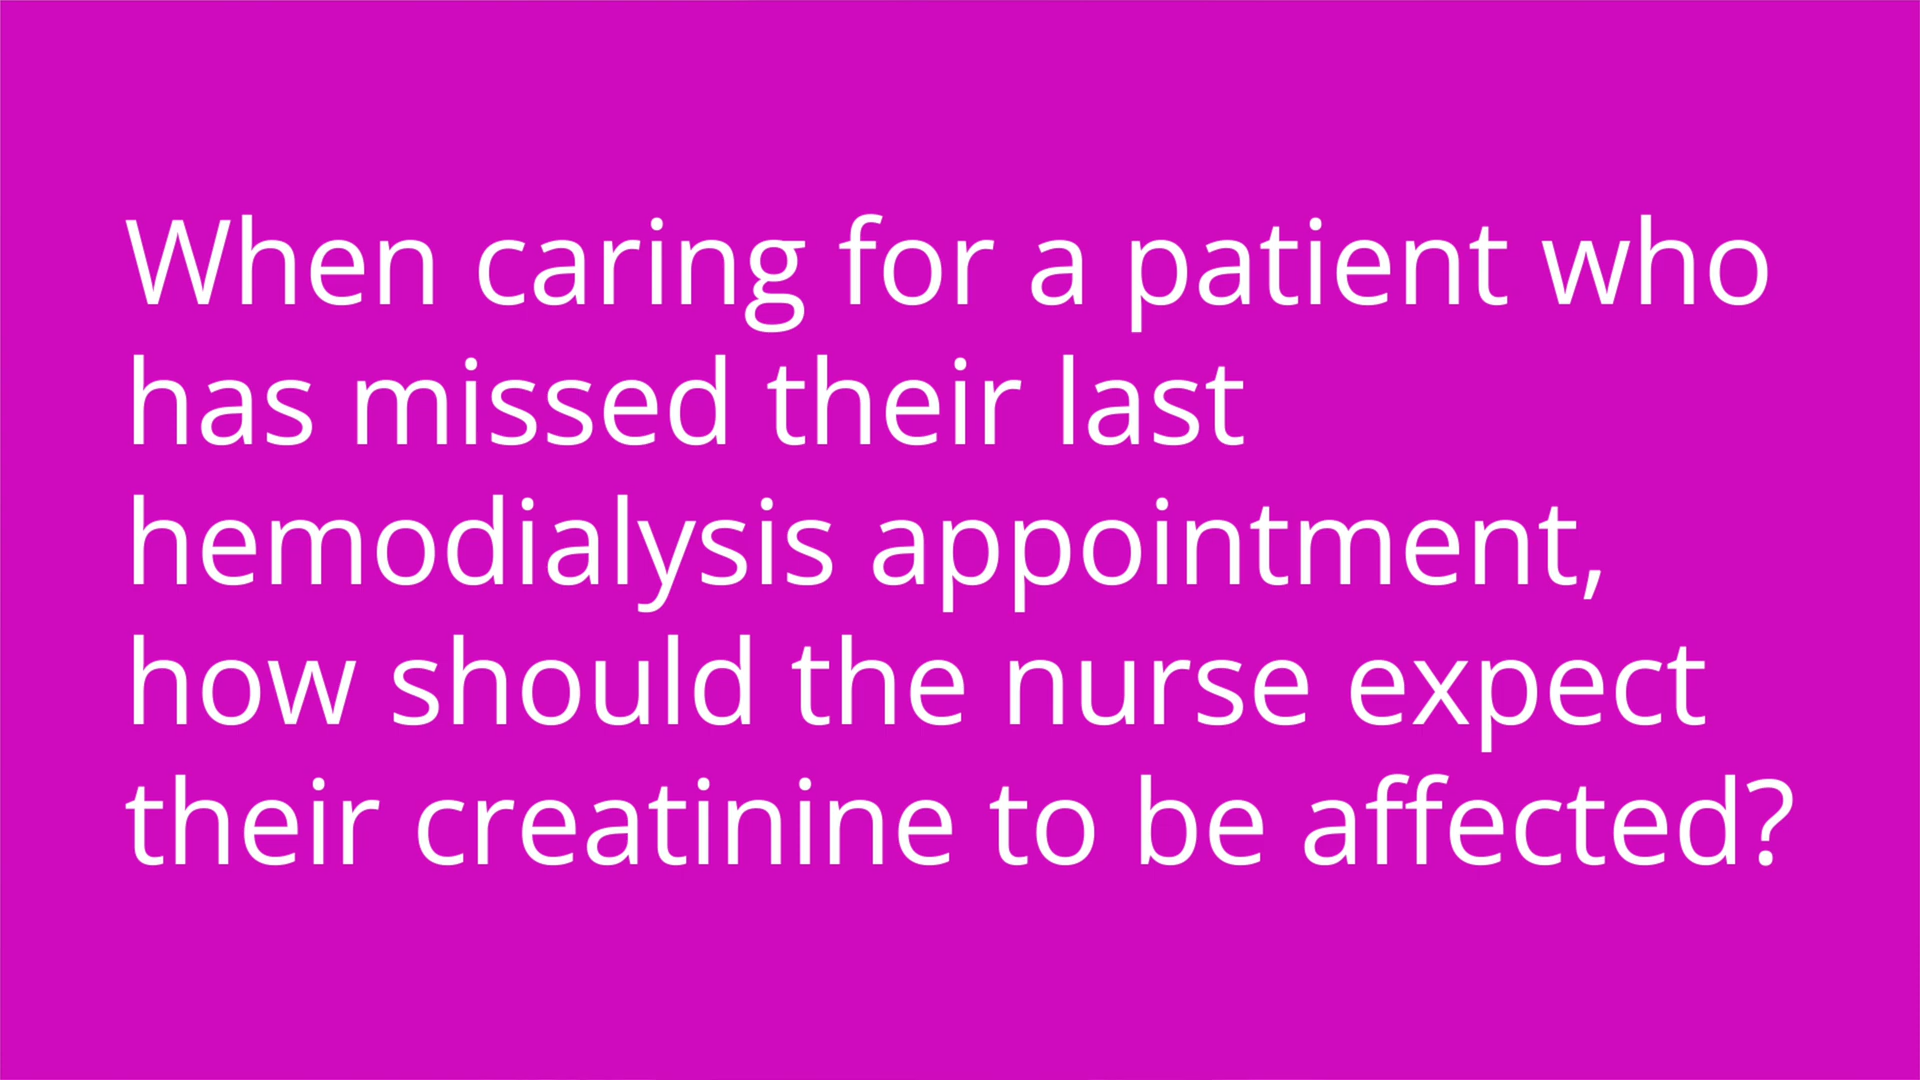 When caring for a patient who
has missed their last
hemodialysis appointment,
how should the nurse expect
their creatinine to be affected?